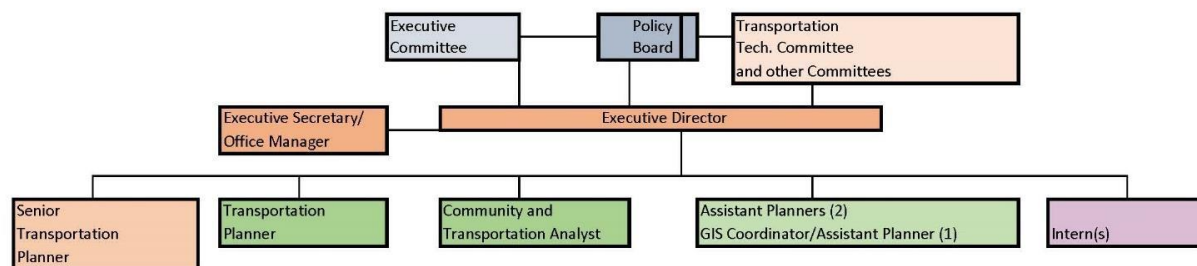 Executive
Committee
Policy
Board
Transportation
Tech. Committee
and other Committees
Executive Secretary/
Office Manager
Executive Director
Senior
Transportation
Planner
Transportation
Planner
Community and
Transportation Analyst
Assistant Planners (2)
GIS Coordinator/Assistant Planner (1)
Intern(s)